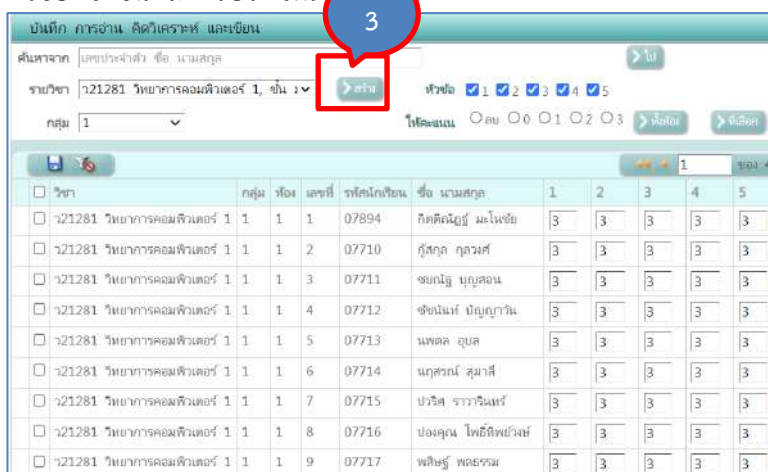 3
บันทึก การอ่าน คิดวิเคราะห์ และเขียน
ค้นหาจาก เลขประจำตัว ชื่อ นามสกุล ไป
รายวิชา ว21281 วิทยาการคอมพิวเตอร์ 1, ชั้น สร้าง หัวข้อ 1 2 3 4 5
กลุ่ม 1 ให้คะแนน ลบ 0 1 2 3 ทั้งห้อง ที่เลือก
1 ของ
วิชา กลุ่ม ห้อง เลขที่ รหัสนักเรียน ชื่อ นามสกุล 1 2 3 4 5
ว21281 วิทยาการคอมพิวเตอร์ 1 1 1 1 07894 กิตติณัฏฐ์ มะโนชัย 3 3 3 3 3
ว21281 วิทยาการคอมพิวเตอร์ 1 1 1 2 07710 กุลวงศ์ 3 3 3 3 3
ว21281 วิทยาการคอมพิวเตอร์ 1 1 1 3 07711 ชยณัฐ บุญสอน 3 3 3 3 3
ว21281 วิทยาการคอมพิวเตอร์ 1 1 1 4 07712 ชัชนันท์ ปัญญาวัน 3 3 3 3 3
ว21281 วิทยาการคอมพิวเตอร์ 1 1 1 5 07713 นพดล อุบล 3 3 3 3 3
ว21281 วิทยาการคอมพิวเตอร์ 1 1 1 6 07714 นฤสรณ์ สุมาลี 3 3 3 3 3
ว21281 วิทยาการคอมพิวเตอร์ 1 1 1 7 07715 ปวริศ ราวารินทร์ 3 3 3 3 3
ว21281 วิทยาการคอมพิวเตอร์ 1 1 1 8 07716 ปองคุณ โพธิ์ทิพย์วงษ์ 3 3 3 3 3
ว21281 วิทยาการคอมพิวเตอร์ 1 1 1 9 07717 พสิษฐ์ พลธรรม 3 3 3 3 3